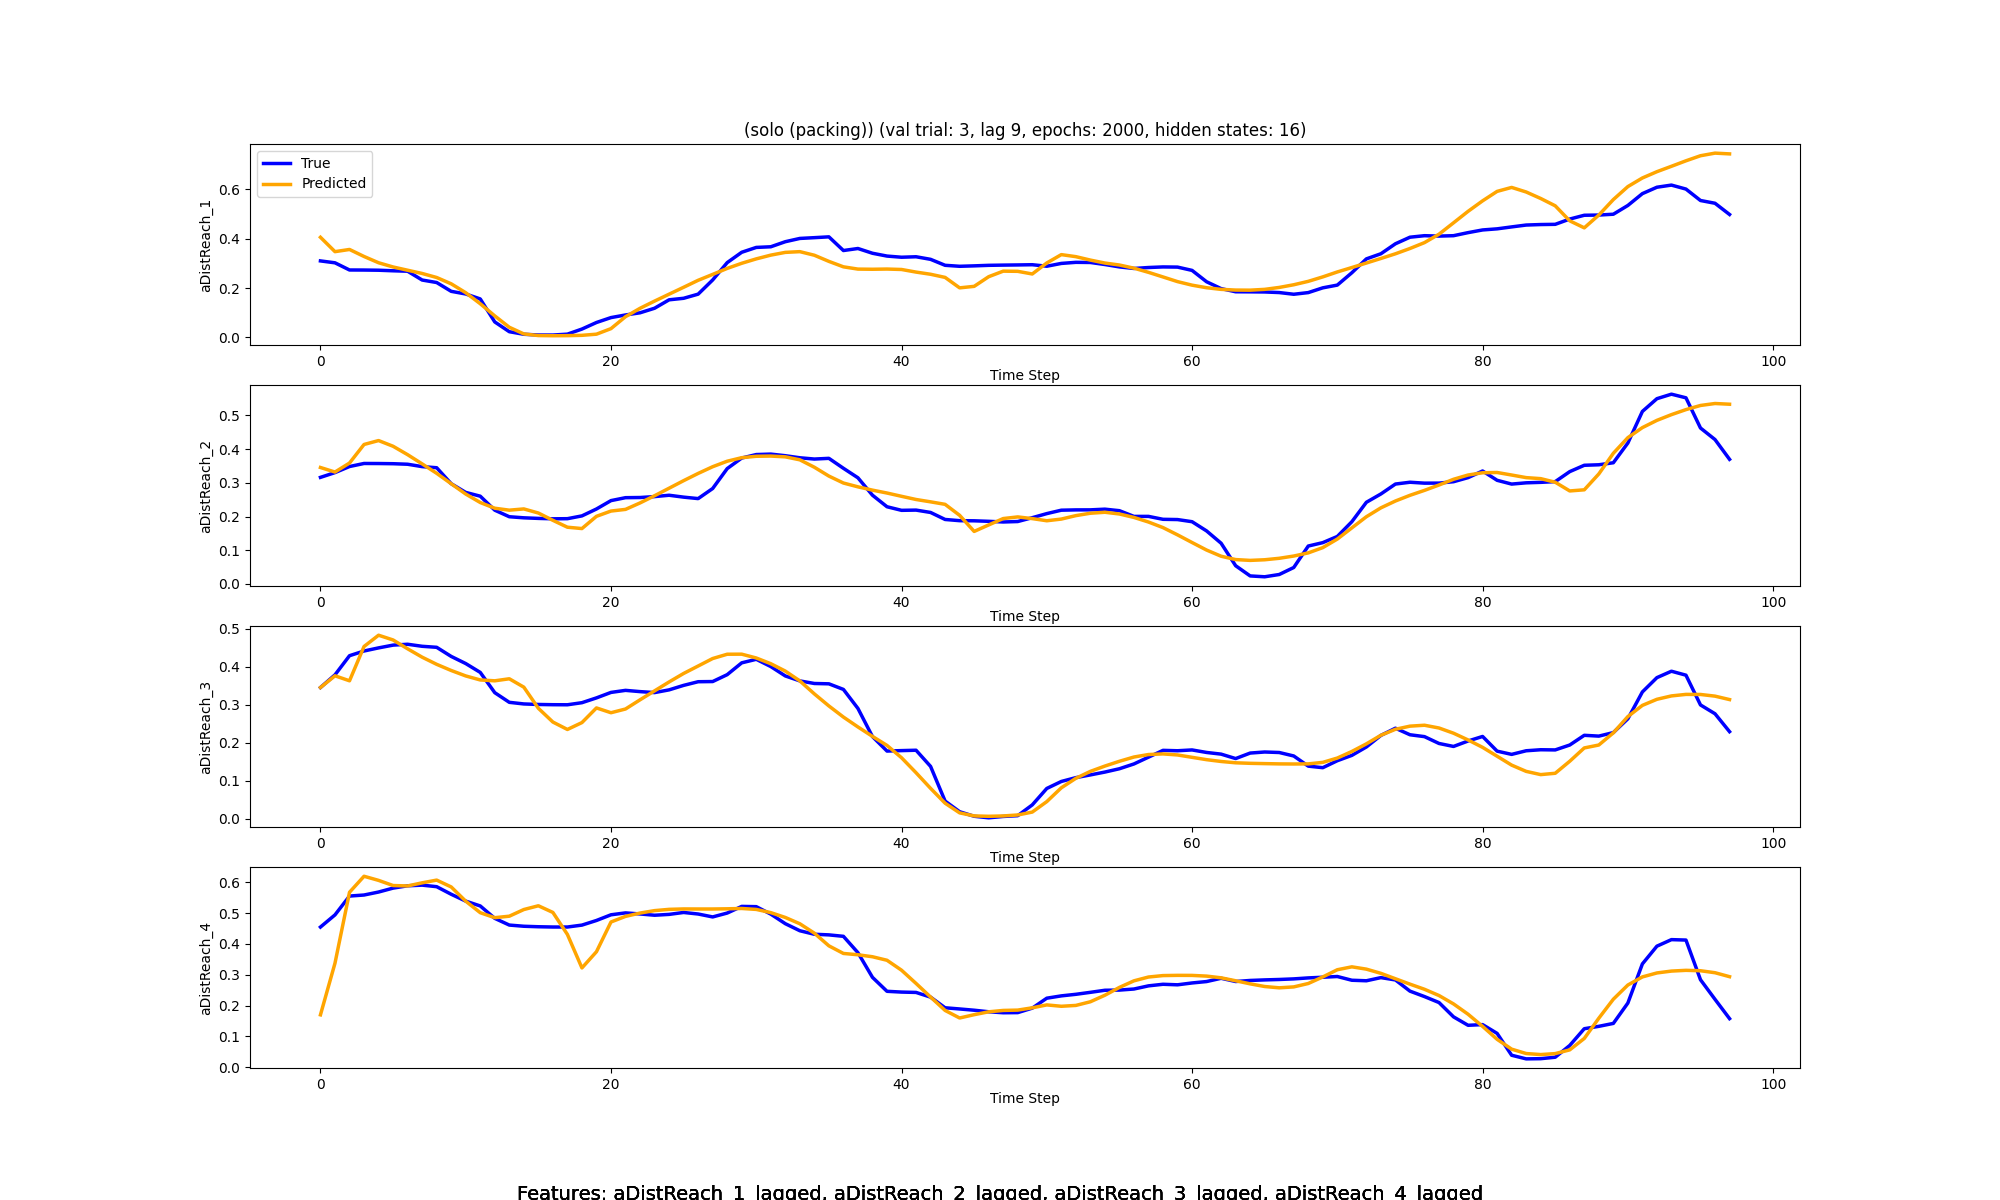 (solo (packing)) (val trial: 3, lag 9, epochs: 2000, hidden states: 16)
True
Predicted
aDistReach_1
0.6
0.4
0.2
0.0
0 20 40 60 80 100
Time Step
aDistReach_2
0.5
0.4
0.3
0.2
0.1
0.0
0 20 40 60 80 100
Time Step
aDistReach_3
0.5
0.4
0.3
0.2
0.1
0.0
0 20 40 60 80 100
Time Step
aDistReach_4
0.6
0.5
0.4
0.3
0.2
0.1
0.0
0 20 40 60 80 100
Time Step
Features: aDistReach_1_lagged, aDistReach_2_lagged, aDistReach_3_lagged, aDistReach_4_lagged